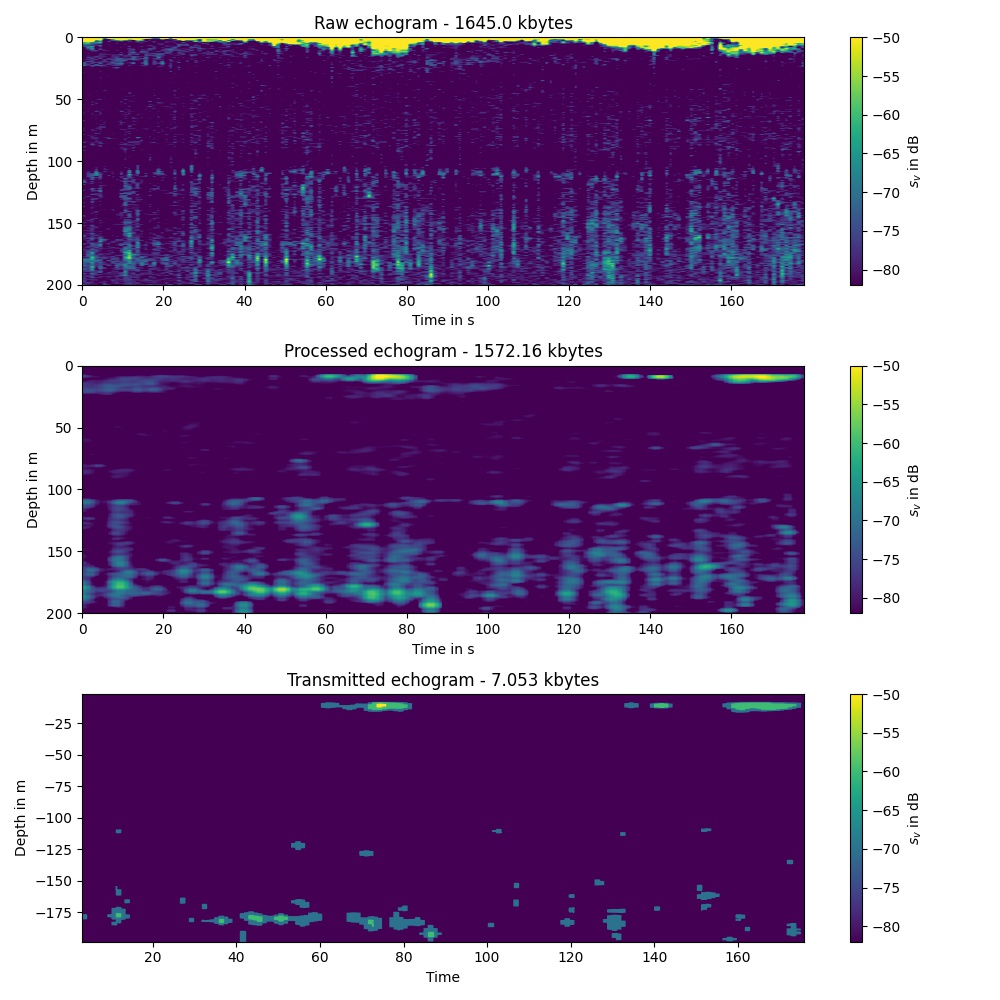 Raw echogram - 1645.0 kbytes
0
50
100
150
200
Depth in m
0 20 40 60 80 100 120 140 160
Time in s
−50
−55
−60
−65
−70
−75
−80
sv in dB
Processed echogram - 1572.16 kbytes
0
50
100
150
200
Depth in m
0 20 40 60 80 100 120 140 160
Time in s
−50
−55
−60
−65
−70
−75
−80
sv in dB
Transmitted echogram - 7.053 kbytes
−25
−50
−75
−100
−125
−150
−175
Depth in m
20 40 60 80 100 120 140 160
Time
−50
−55
−60
−65
−70
−75
−80
sv in dB